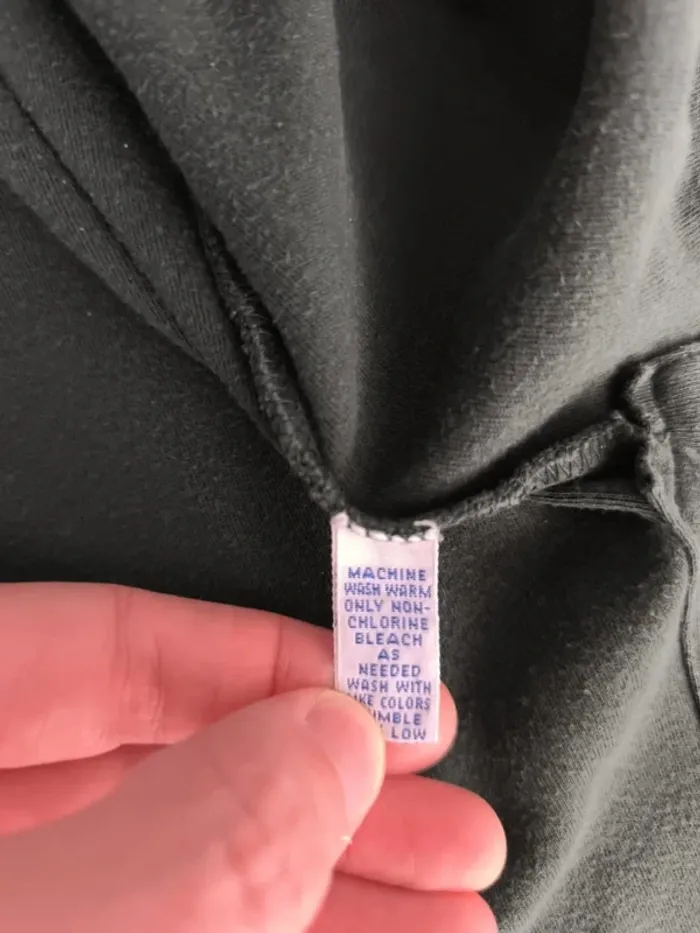 MACHINE
WASH WARM
ONLY NON-
CHLORINE
BLEACH
AS
NEEDED
WASH WITH
COLORS
LOW